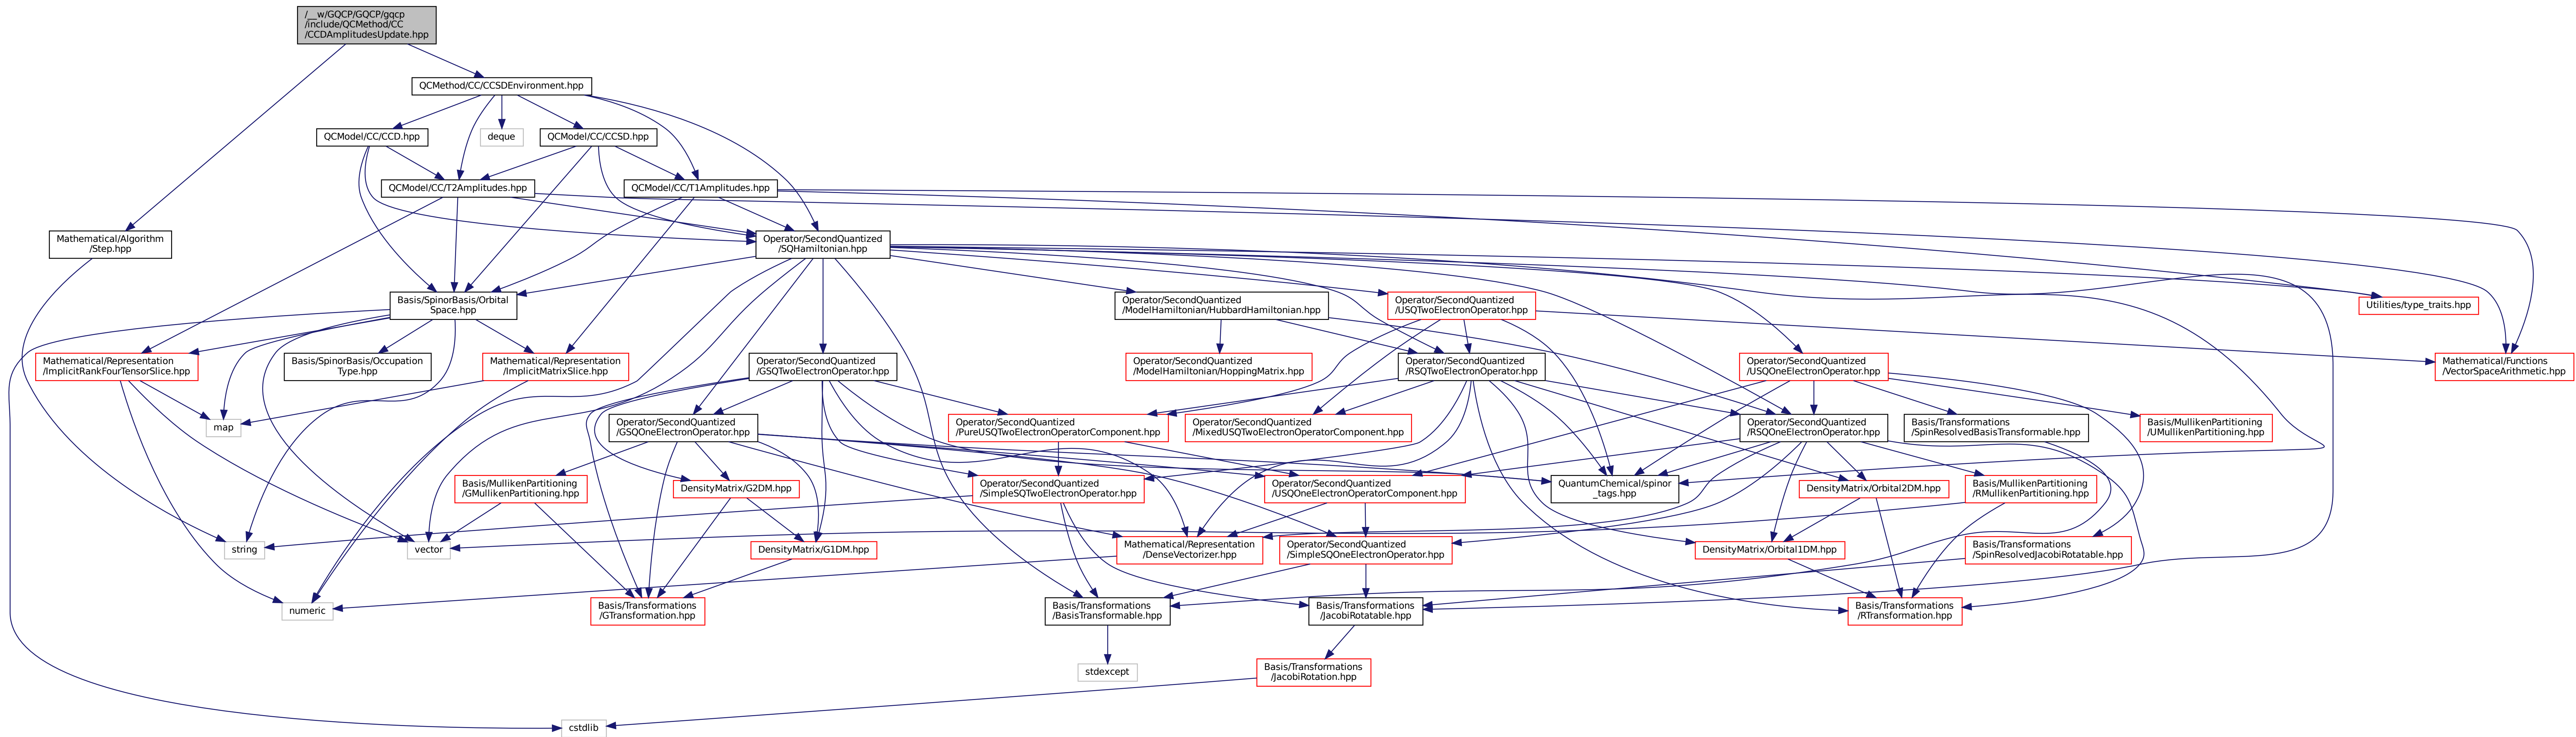 /__w/GQCP/GQCP/gqcp
/include/QCMethod/CC
/CCDAmplitudesUpdate.hpp
QCMethod/CC/CCSDEnvironment.hpp
QCModel/CC/CCD.hpp
deque
QCModel/CC/CCSD.hpp
QCModel/CC/T2Amplitudes.hpp
QCModel/CC/T1Amplitudes.hpp
Mathematical/Algorithm
/Step.hpp
Operator/SecondQuantized
/SQHamiltonian.hpp
Basis/SpinorBasis/Orbital
Space.hpp
Operator/SecondQuantized
/ModelHamiltonian/HubbardHamiltonian.hpp
Operator/SecondQuantized
/USQTwoElectronOperator.hpp
Utilities/type_traits.hpp
Mathematical/Representation
/ImplicitRankFourTensorSlice.hpp
Basis/SpinorBasis/Occupation
Type.hpp
Mathematical/Representation
/ImplicitMatrixSlice.hpp
Operator/SecondQuantized
/GSQTwoElectronOperator.hpp
Operator/SecondQuantized
/ModelHamiltonian/HoppingMatrix.hpp
Operator/SecondQuantized
/RSQTwoElectronOperator.hpp
Operator/SecondQuantized
/USQOneElectronOperator.hpp
Mathematical/Functions
/VectorSpaceArithmetic.hpp
map
Operator/SecondQuantized
/GSQOneElectronOperator.hpp
Operator/SecondQuantized
/PureUSQTwoElectronOperatorComponent.hpp
Operator/SecondQuantized
/MixedUSQTwoElectronOperatorComponent.hpp
Operator/SecondQuantized
/RSQOneElectronOperator.hpp
Basis/Transformations
/SpinResolvedBasisTransformable.hpp
Basis/MullikenPartitioning
/UMullikenPartitioning.hpp
Basis/MullikenPartitioning
/GMullikenPartitioning.hpp
DensityMatrix/G2DM.hpp
Operator/SecondQuantized
/SimpleSQTwoElectronOperator.hpp
Operator/SecondQuantized
/USQOneElectronOperatorComponent.hpp
QuantumChemical/spinor
_tags.hpp
DensityMatrix/Orbital2DM.hpp
Basis/MullikenPartitioning
/RMullikenPartitioning.hpp
string
vector
DensityMatrix/G1DM.hpp
Mathematical/Representation
/DenseVectorizer.hpp
Operator/SecondQuantized
/SimpleSQOneElectronOperator.hpp
DensityMatrix/Orbital1DM.hpp
Basis/Transformations
/SpinResolvedJacobiRotatable.hpp
numeric
Basis/Transformations
/GTransformation.hpp
Basis/Transformations
/BasisTransformable.hpp
Basis/Transformations
/JacobiRotatable.hpp
Basis/Transformations
/RTransformation.hpp
stdexcept
Basis/Transformations
/JacobiRotation.hpp
cstdlib